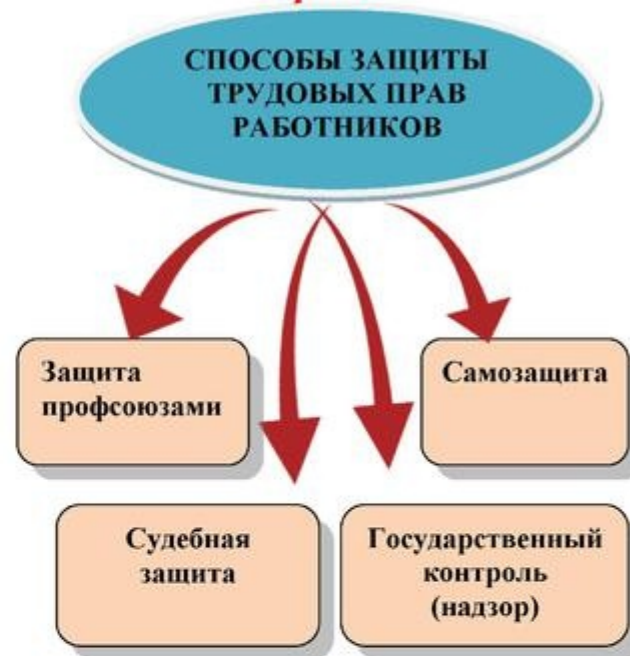 СПОСОБЫ ЗАЩИТЫ
ТРУДОВЫХ ПРАВ
РАБОТНИКОВ
Защита
профсоюзами
Самозащита
Судебная
защита
Государственный
контроль
(надзор)